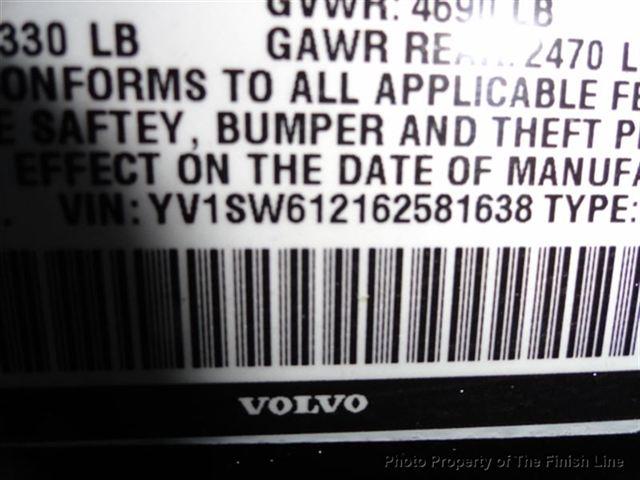 GVWR: 4690 LB
330 LB GAWR REAR: 2470 L
ONFORMS TO ALL APPLICABLE FE
E SAFTEY, BUMPER AND THEFT P
EFFECT ON THE DATE OF MANUFA
VIN: YV1SW612162581638 TYPE:
VOLVO
Photo Property of The Finish Line